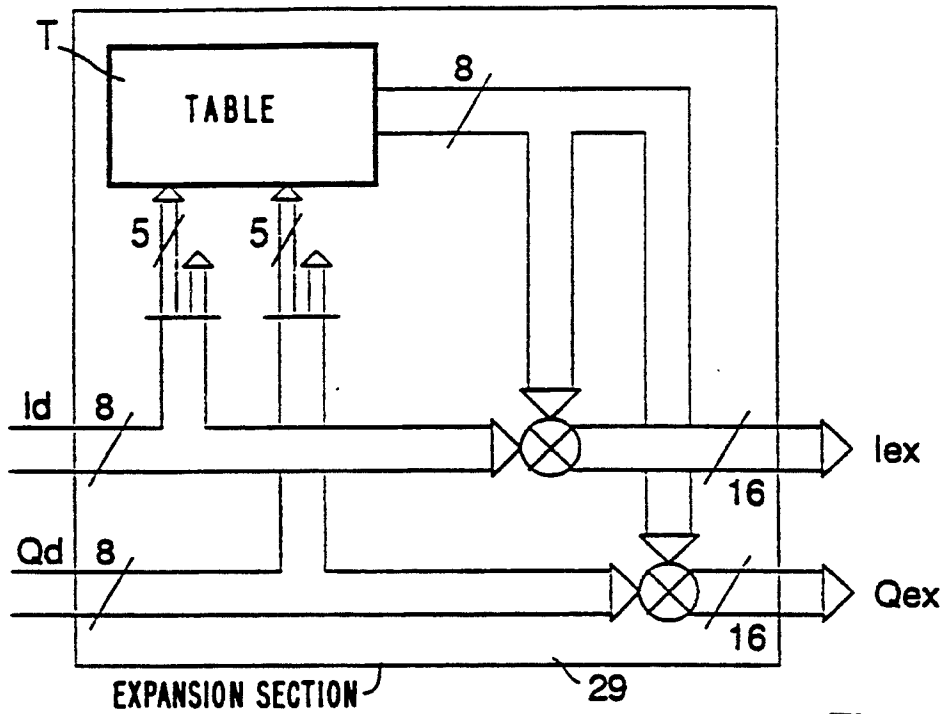 T
TABLE
8
5
5
Id
8
Iex
16
Qd
8
Qex
16
EXPANSION SECTION
29